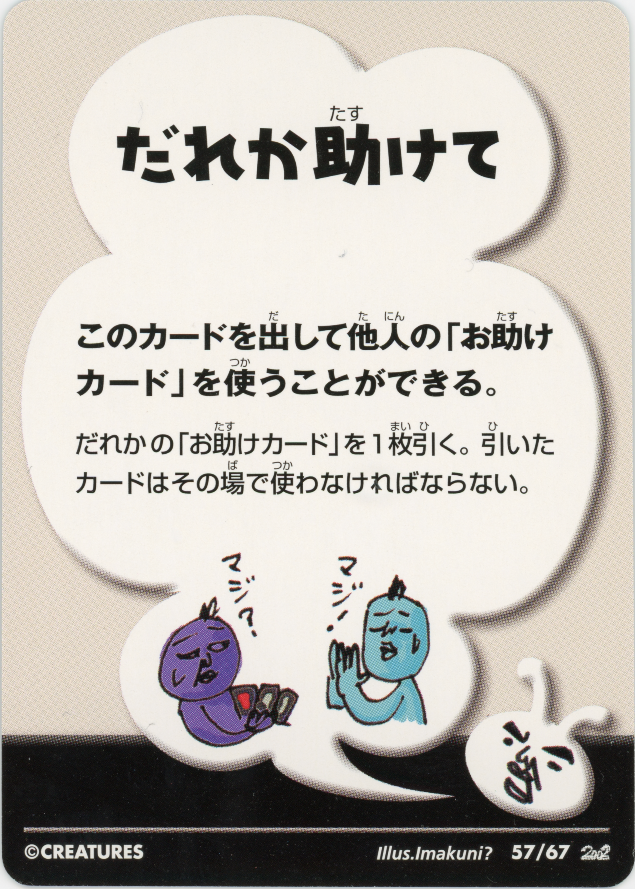 だれか助けて
このカードを出して他人の「お助け
カード」を使うことができる。
だれかの「お助けカード」を1枚引く。引いた
カードはその場で使わなければならない。
マジ?
マジ!
©CREATURES
Illus.Imakuni? 57/67 2002